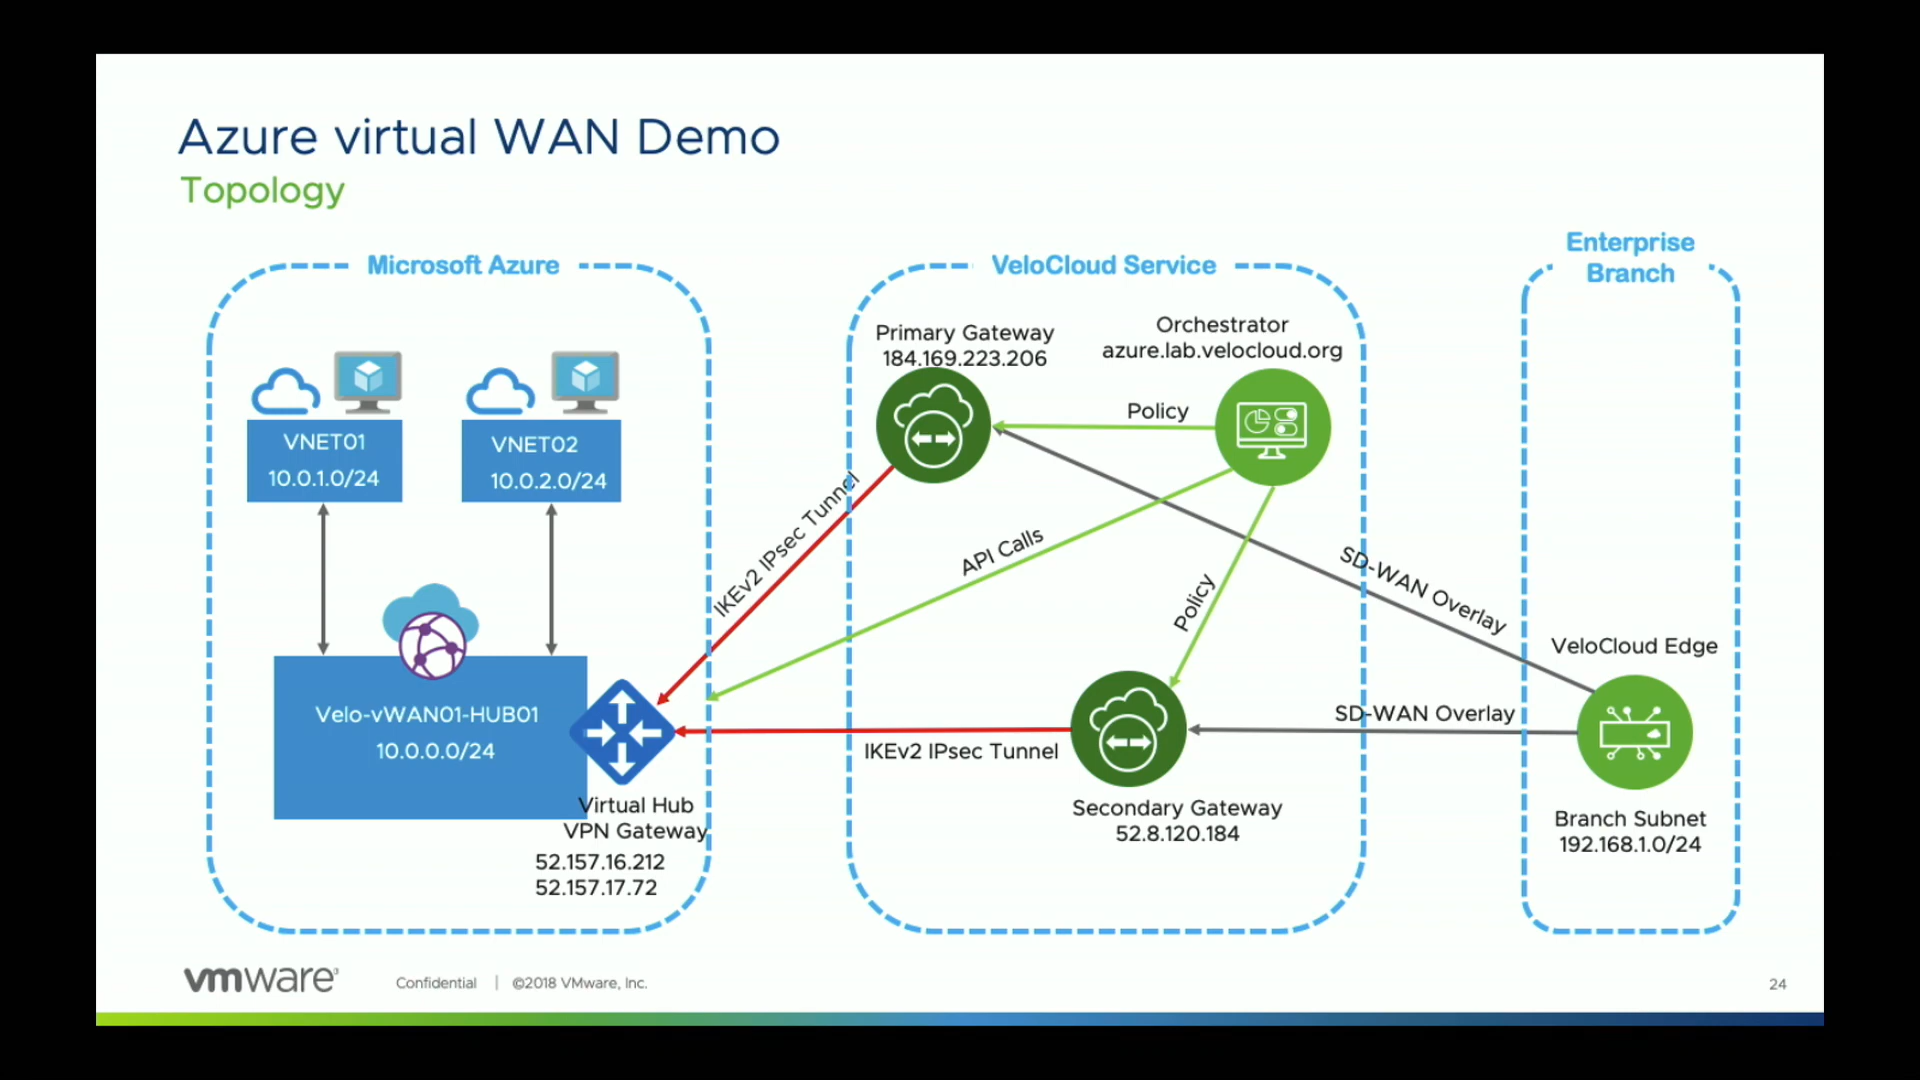 Azure virtual WAN Demo
Topology
Microsoft Azure
VNET01
10.0.1.0/24
VNET02
10.0.2.0/24
Velo-vWAN01-HUB01
10.0.0.0/24
Virtual Hub
VPN Gateway
52.157.16.212
52.157.17.72
IKEv2 IPsec Tunnel
IKEv2 IPsec Tunnel
VeloCloud Service
Primary Gateway
184.169.223.206
Orchestrator
azure.lab.velocloud.org
Policy
API Calls
Policy
Secondary Gateway
52.8.120.184
SD-WAN Overlay
SD-WAN Overlay
Enterprise
Branch
VeloCloud Edge
Branch Subnet
192.168.1.0/24
vmware
Confidential | ©2018 VMware, Inc.
24